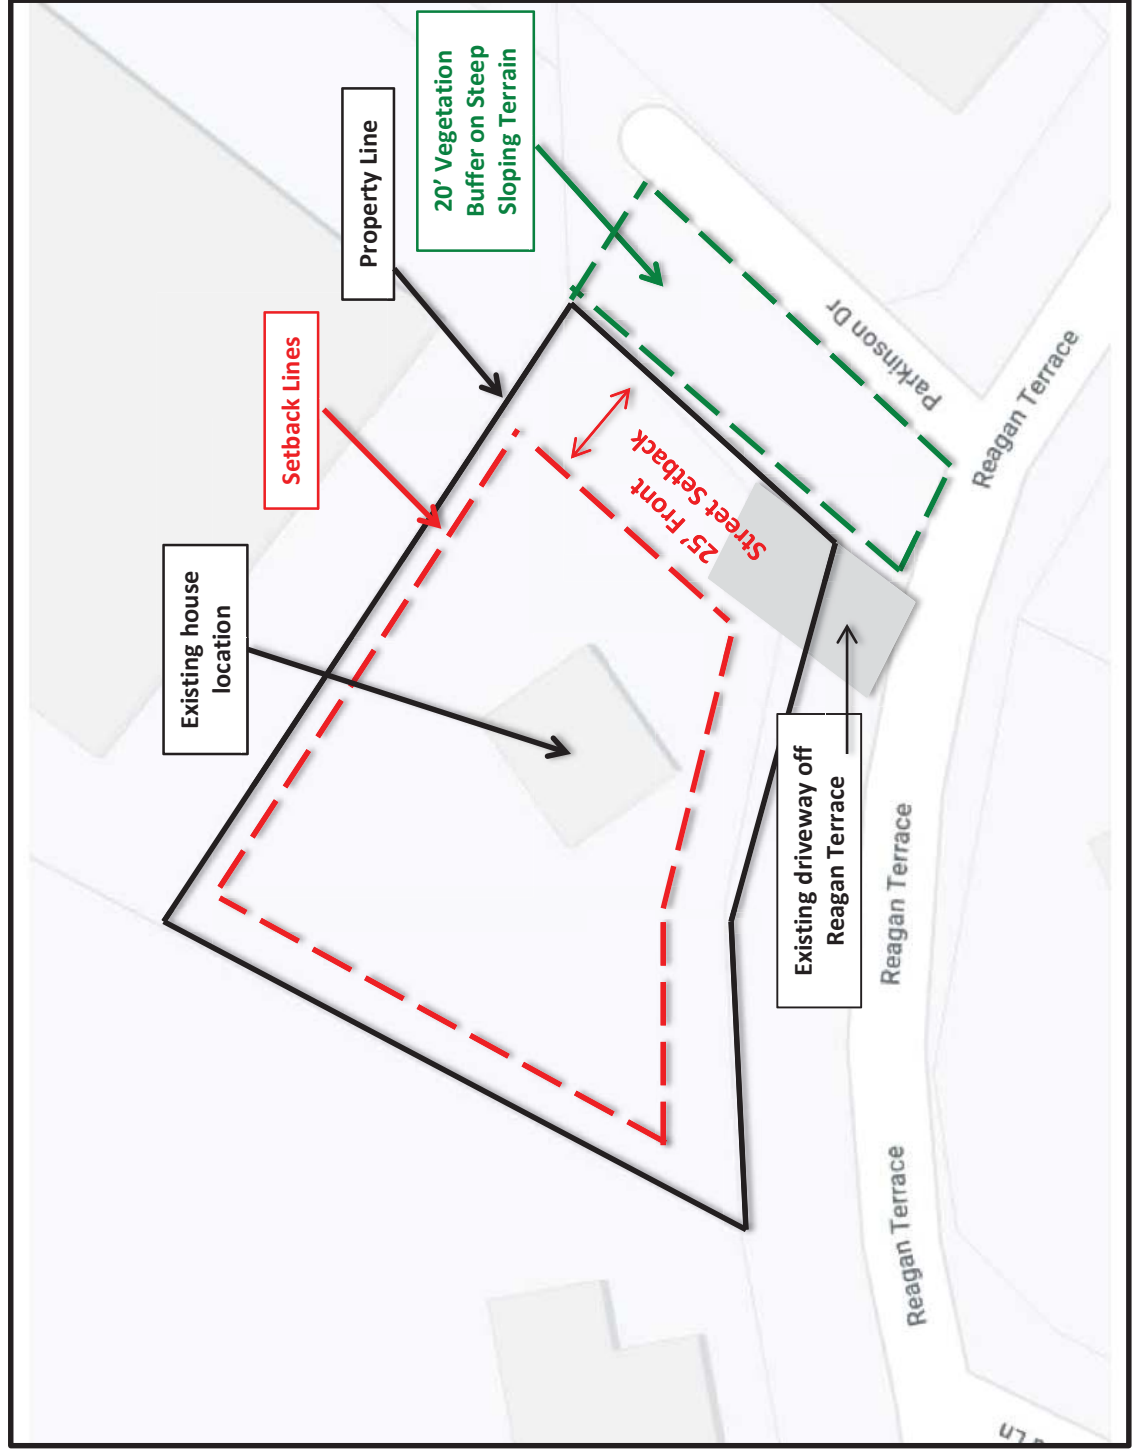 Existing house
location
Setback Lines
Property Line
20' Vegetation
Buffer on Steep
Sloping Terrain
25' Front
Street Setback
Existing driveway off
Reagan Terrace
Parkinson Dr
Reagan Terrace
Reagan Terrace
Reagan Terrace
Ln